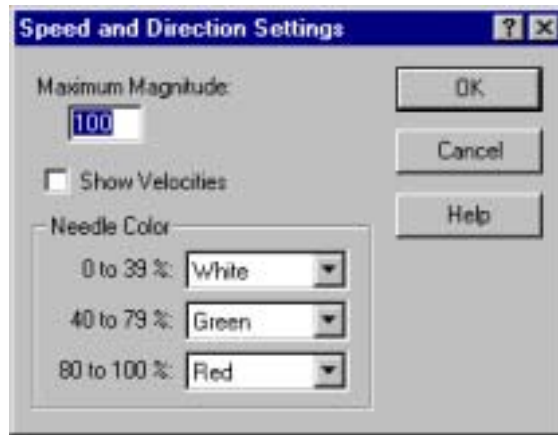 Speed and Direction Settings
Maximum Magnitude:
100
OK
Cancel
Show Velocities
Help
Needle Color
0 to 39 %: White
40 to 79 %: Green
80 to 100 %: Red